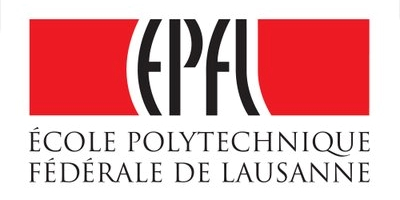 EPFL
ÉCOLE POLYTECHNIQUE
FÉDÉRALE DE LAUSANNE